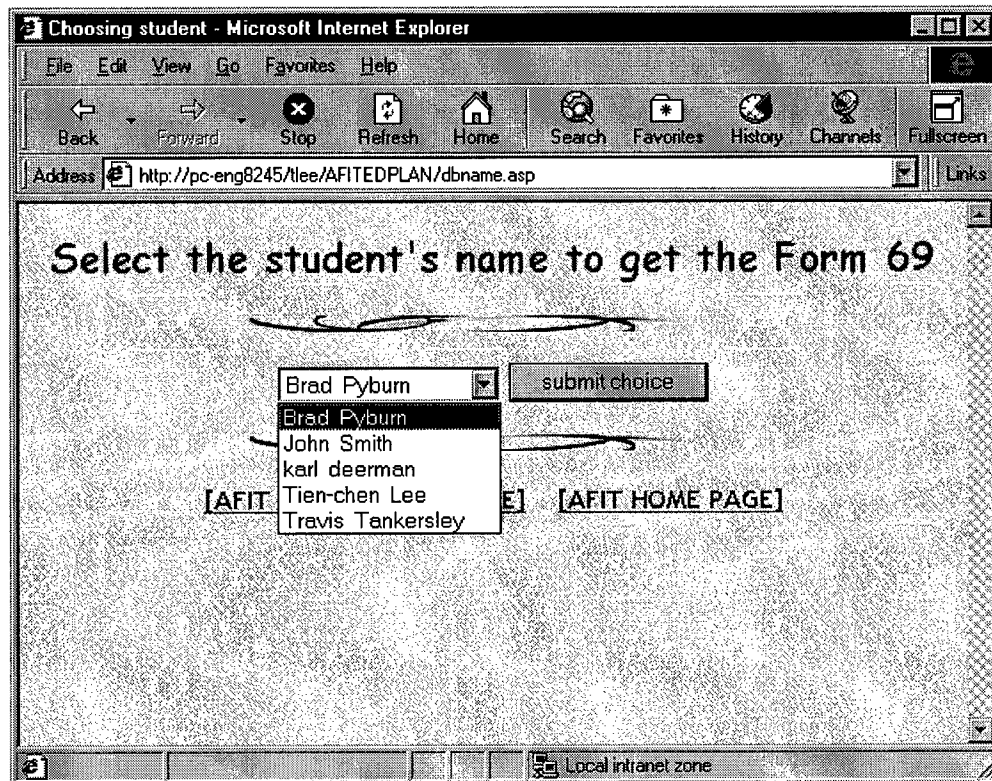 Choosing student - Microsoft Internet Explorer
File Edit View Go Favorites Help
Back Forward Stop Refresh Home Search Favorites History Channels Fullscreen
Address http://pc-eng8245/tlee/AFITEDPLAN/dbname.asp Links
Select the student's name to get the Form 69
Brad Pyburn submit choice
Brad Pyburn
John Smith
karl deerman
Tien-chen Lee
Travis Tankersley
[AFIT E] [AFIT HOME PAGE]
Local intranet zone